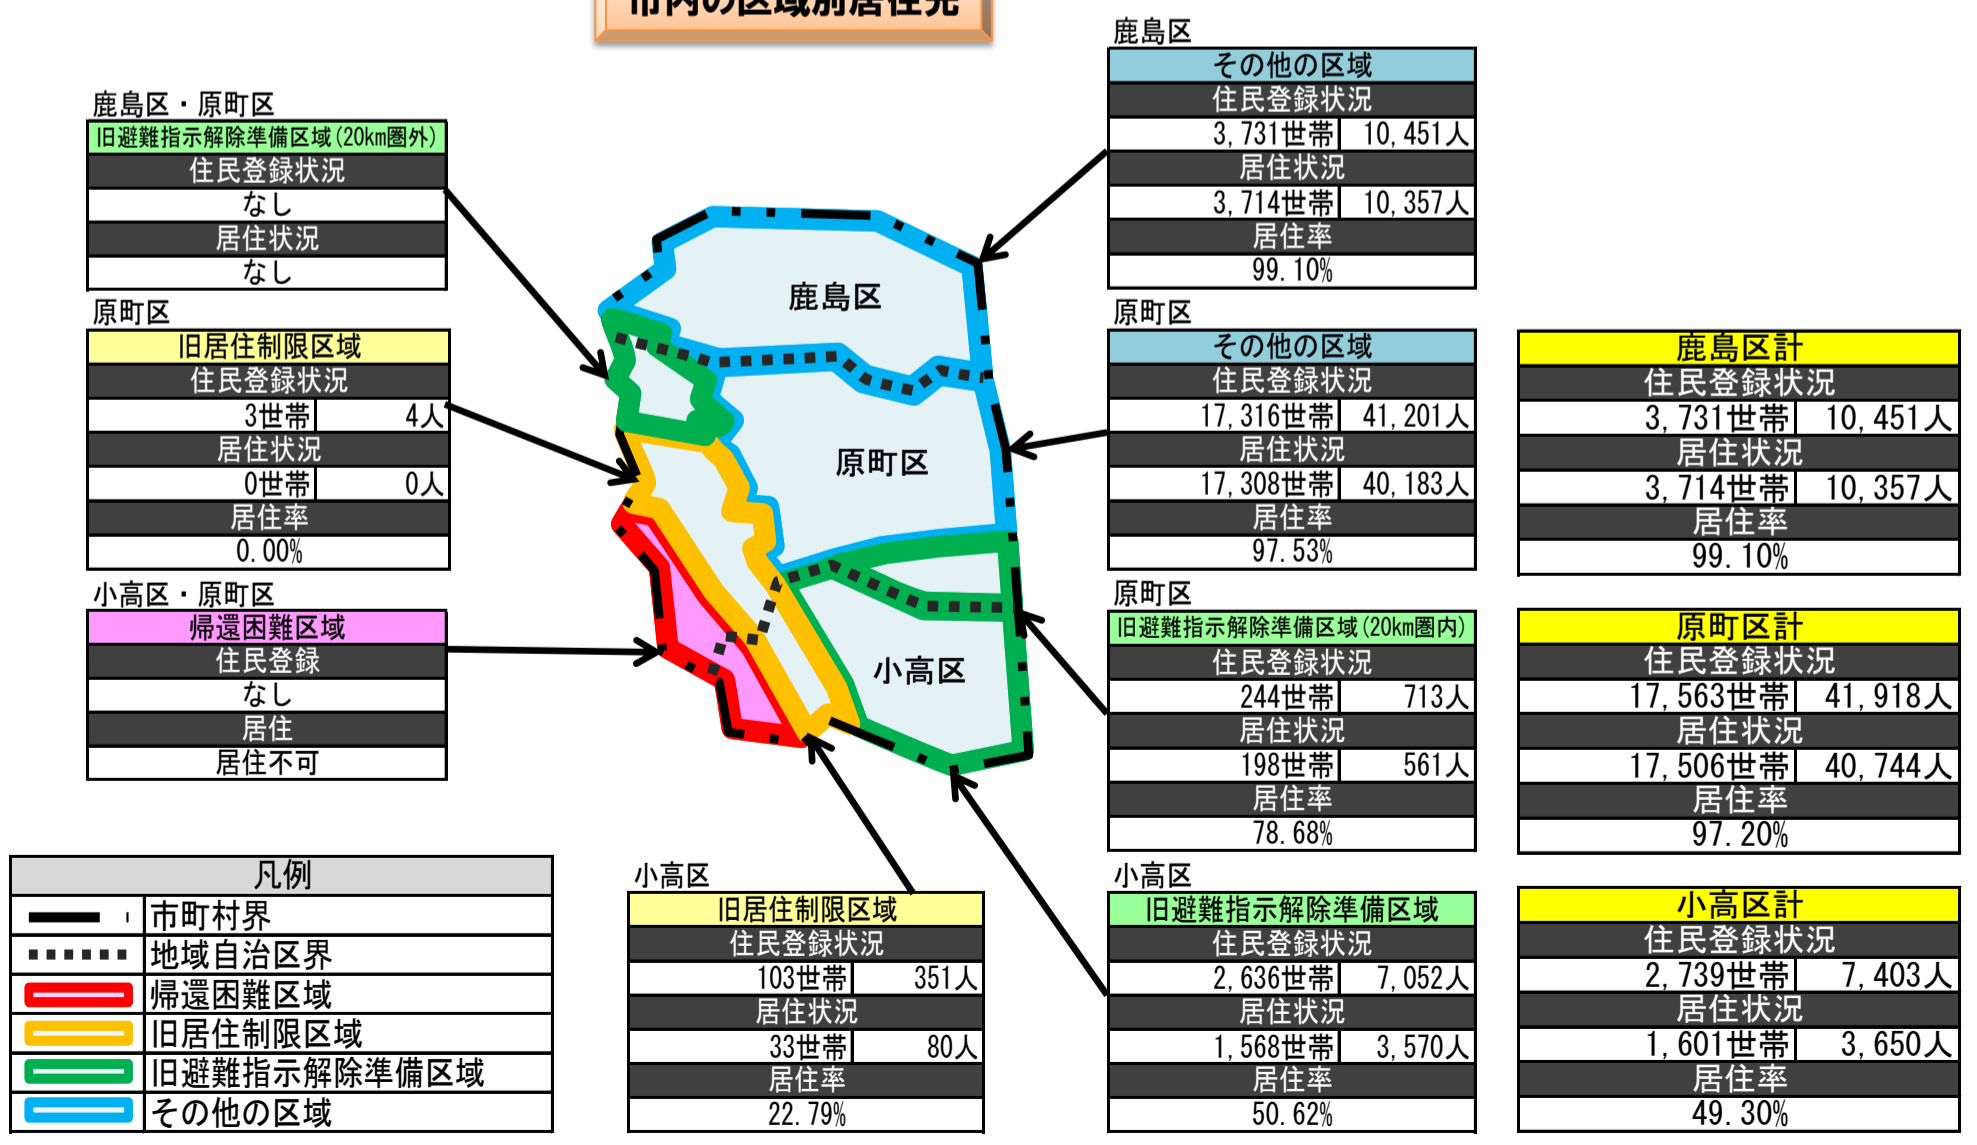 市内の区域別居住先
鹿島区・原町区
旧避難指示解除準備区域(20km圏外)
住民登録状況
なし
居住状況
なし
原町区
旧居住制限区域
住民登録状況
3世帯 4人
居住状況
0世帯 0人
居住率
0.00%
小高区・原町区
帰還困難区域
住民登録
なし
居住
居住不可
鹿島区
原町区
小高区
鹿島区
その他の区域
住民登録状況
3,731世帯 10,451人
居住状況
3,714世帯 10,357人
居住率
99.10%
原町区
その他の区域
住民登録状況
17,316世帯 41,201人
居住状況
17,308世帯 40,183人
居住率
97.53%
原町区
旧避難指示解除準備区域(20km圏内)
住民登録状況
244世帯 713人
居住状況
198世帯 561人
居住率
78.68%
小高区
旧避難指示解除準備区域
住民登録状況
2,636世帯 7,052人
居住状況
1,568世帯 3,570人
居住率
50.62%
小高区
旧居住制限区域
住民登録状況
103世帯 351人
居住状況
33世帯 80人
居住率
22.79%
鹿島区計
住民登録状況
3,731世帯 10,451人
居住状況
3,714世帯 10,357人
居住率
99.10%
原町区計
住民登録状況
17,563世帯 41,918人
居住状況
17,506世帯 40,744人
居住率
97.20%
小高区計
住民登録状況
2,739世帯 7,403人
居住状況
1,601世帯 3,650人
居住率
49.30%
凡例
市町村界
地域自治区界
帰還困難区域
旧居住制限区域
旧避難指示解除準備区域
その他の区域